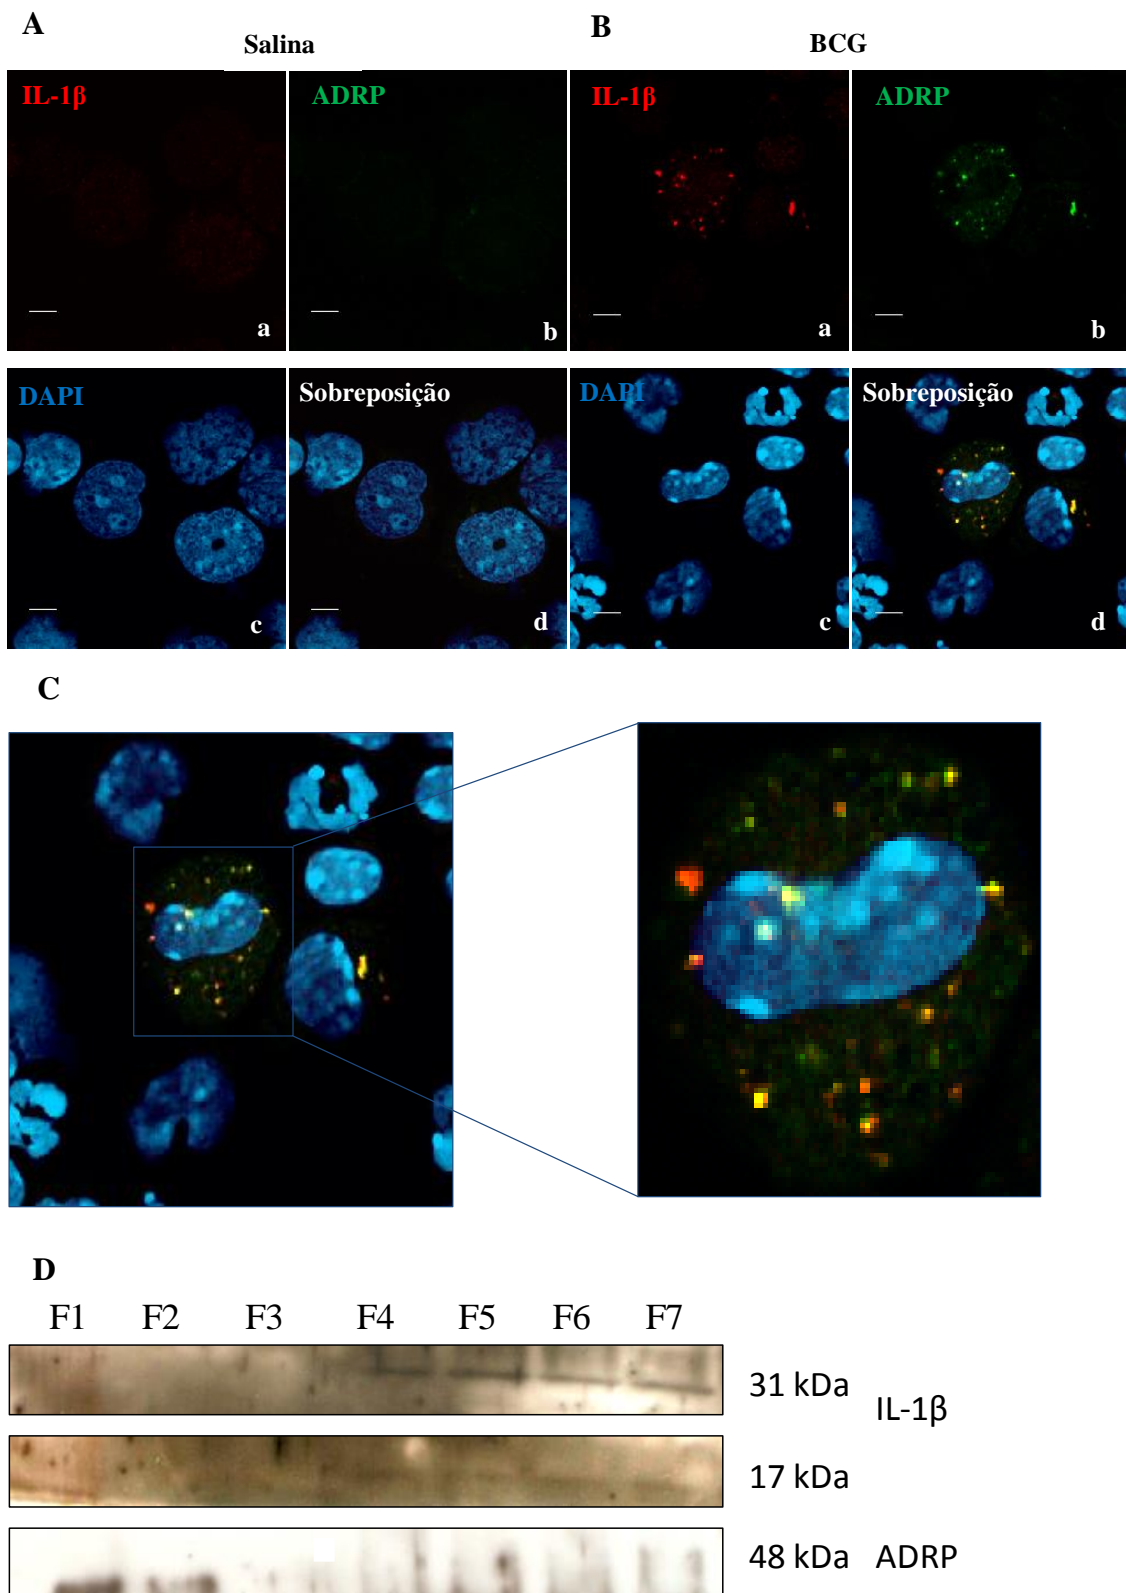 A
Salina
B
BCG
IL-1β
ADRP
IL-1β
ADRP
a
b
a
b
DAPI
Sobreposição
DAPI
Sobreposição
c
d
c
d
C
D
F1 F2 F3 F4 F5 F6 F7
31 kDa
IL-1β
17 kDa
48 kDa ADRP